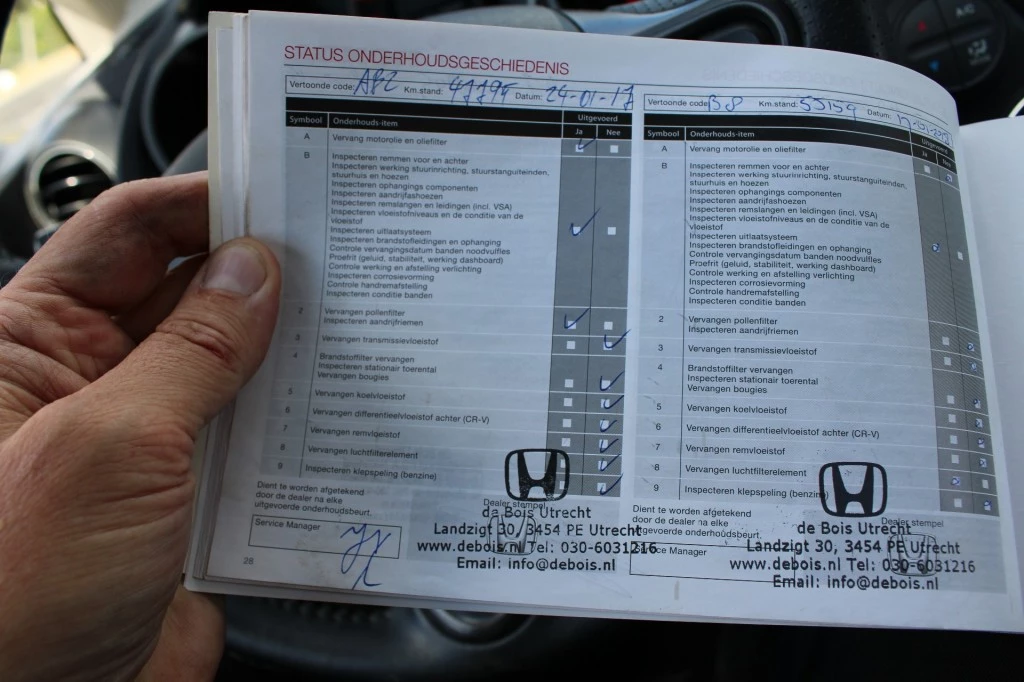 STATUS ONDERHOUDSGESCHIEDENIS
Vertoonde code: AB2 Km.stand: Datum: 24-01-17
Symbool Onderhouds-item Uitgevoerd
Ja Nee
A Vervang motorolie en oliefilter
B Inspecteren remmen voor en achter
Inspecteren werking stuurinrichting, stuurstanguiteinden,
stuurhuis en hoezen
Inspecteren ophangings componenten
Inspecteren aandrijfashoezen
Inspecteren remslangen en leidingen (incl. VSA)
Inspecteren vloeistofniveaus en de conditie van de
vloeistof
Inspecteren uitlaatsysteem
Inspecteren brandstofleidingen en ophanging
Controle vervangingsdatum banden noodvulfles
Proefrit (geluid, stabiliteit, werking dashboard)
Controle werking en afstelling verlichting
Inspecteren corrosievorming
Controle handremafstelling
Inspecteren conditie banden
2 Vervangen pollenfilter
Inspecteren aandrijfriemen
3 Vervangen transmissievloeistof
4 Brandstoffilter vervangen
Inspecteren stationair toerental
Vervangen bougies
5 Vervangen koelvloeistof
6 Vervangen differentieelvloeistof achter (CR-V)
7 Vervangen remvloeistof
8 Vervangen luchtfilterelement
9 Inspecteren klepspeling (benzine)
Dient te worden afgetekend
door de dealer na elke
uitgevoerde onderhoudsbeurt.
Service Manager
Dealer stempel
de Bois Utrecht
Landzigt 30, 3454 PE Utrecht
www.debois.nl Tel: 030-6031216
Email: info@debois.nl
26
Vertoonde code: Km.stand: 55159 Datum:
Symbool Onderhouds-item Uitgevoerd
Ja Nee
A Vervang motorolie en oliefilter
B Inspecteren remmen voor en achter
Inspecteren werking stuurinrichting, stuurstanguiteinden,
stuurhuis en hoezen
Inspecteren ophangings componenten
Inspecteren aandrijfashoezen
Inspecteren remslangen en leidingen (incl. VSA)
Inspecteren vloeistofniveaus en de conditie van de
vloeistof
Inspecteren uitlaatsysteem
Inspecteren brandstofleidingen en ophanging
Controle vervangingsdatum banden noodvulfles
Proefrit (geluid, stabiliteit, werking dashboard)
Controle werking en afstelling verlichting
Inspecteren corrosievorming
Controle handremafstelling
Inspecteren conditie banden
2 Vervangen pollenfilter
Inspecteren aandrijfriemen
3 Vervangen transmissievloeistof
4 Brandstoffilter vervangen
Inspecteren stationair toerental
Vervangen bougies
5 Vervangen koelvloeistof
6 Vervangen differentieelvloeistof achter (CR-V)
7 Vervangen remvloeistof
8 Vervangen luchtfilterelement
9 Inspecteren klepspeling (benzine)
Dient te worden afgetekend
door de dealer na elke
uitgevoerde onderhoudsbeurt.
Service Manager
Dealer stempel
de Bois Utrecht
Landzigt 30, 3454 PE Utrecht
www.debois.nl Tel: 030-6031216
Email: info@debois.nl
A/C